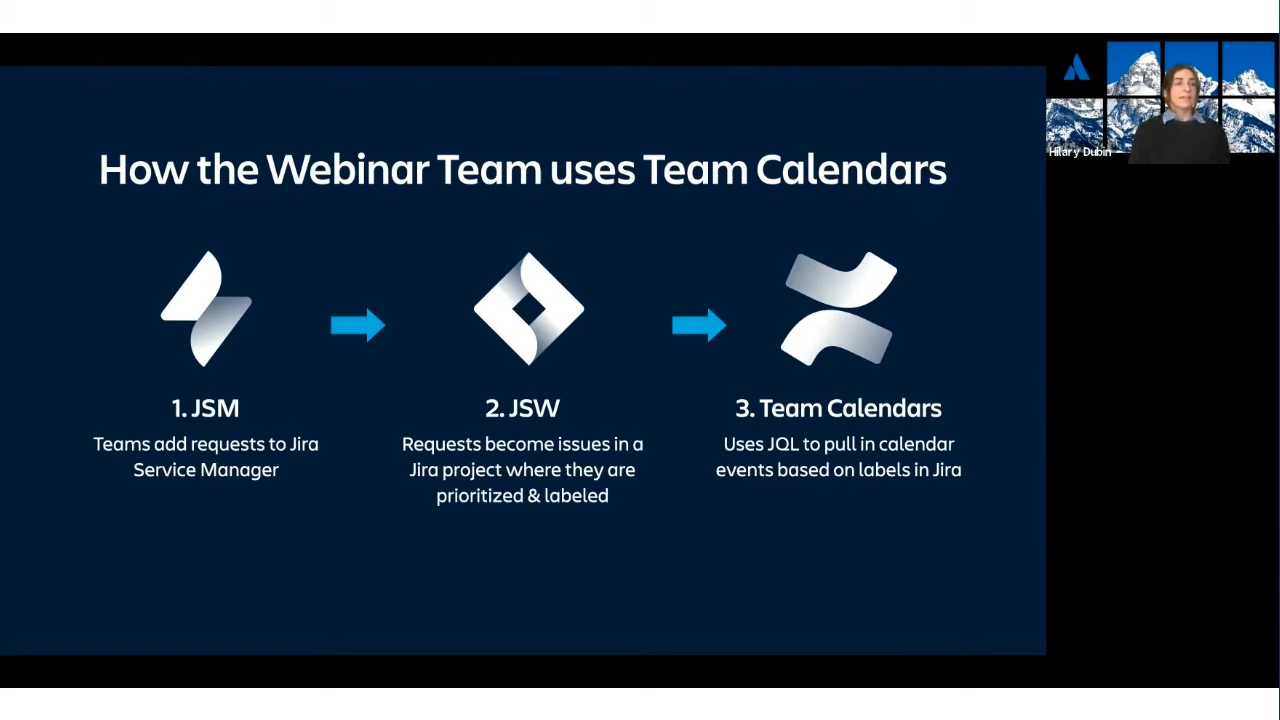 How the Webinar Team uses Team Calendars
1. JSM
Teams add requests to Jira
Service Manager
2. JSW
Requests become issues in a
Jira project where they are
prioritized & labeled
3. Team Calendars
Uses JQL to pull in calendar
events based on labels in Jira
Hilary Dubin